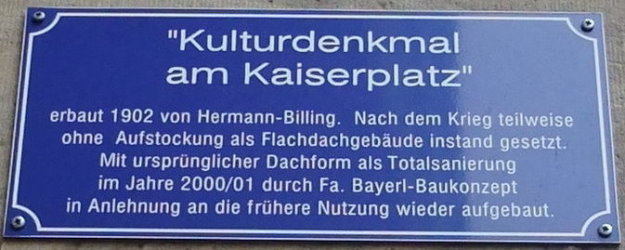 "Kulturdenkmal
am Kaiserplatz"
erbaut 1902 von Hermann-Billing. Nach dem Krieg teilweise
ohne Aufstockung als Flachdachgebäude instand gesetzt.
Mit ursprünglicher Dachform als Totalsanierung
im Jahre 2000/01 durch Fa. Bayerl-Baukonzept
in Anlehnung an die frühere Nutzung wieder aufgebaut.